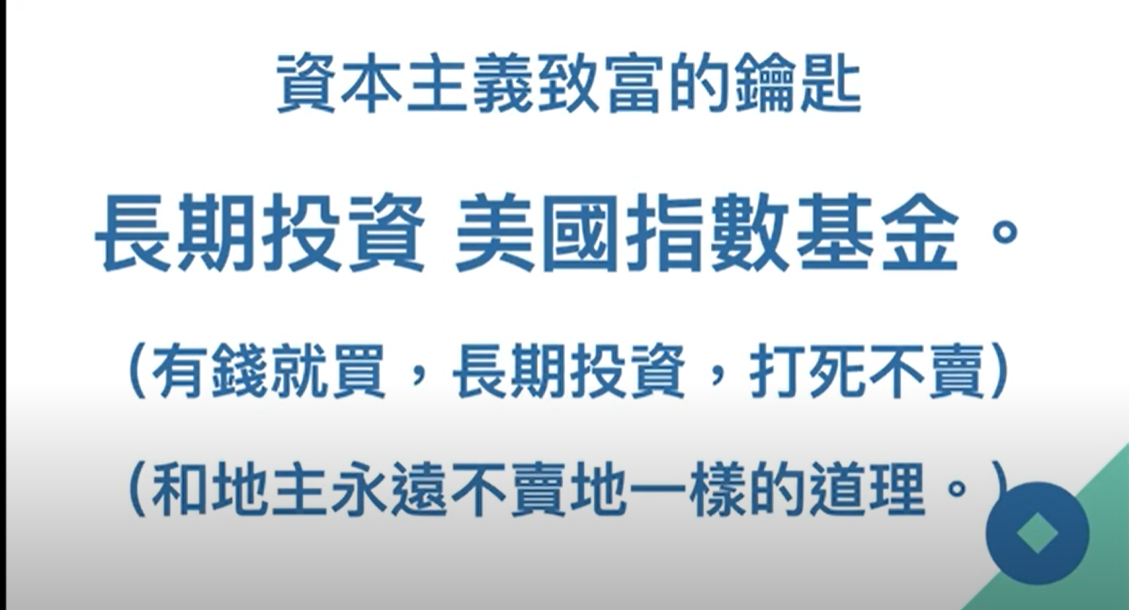 資本主義致富的鑰匙
長期投資 美國指數基金。
（有錢就買，長期投資，打死不賣）
（和地主永遠不賣地一樣的道理。）